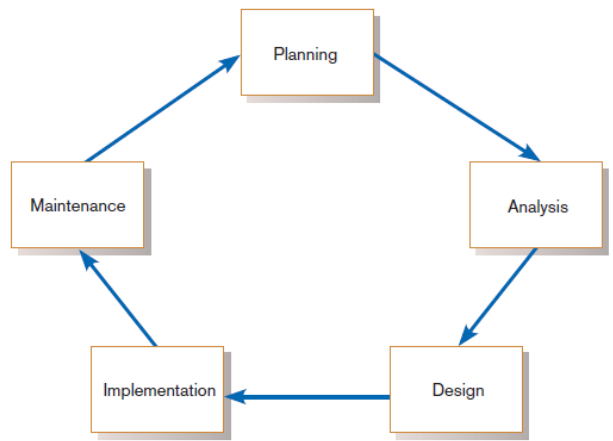 Planning
Analysis
Design
Implementation
Maintenance